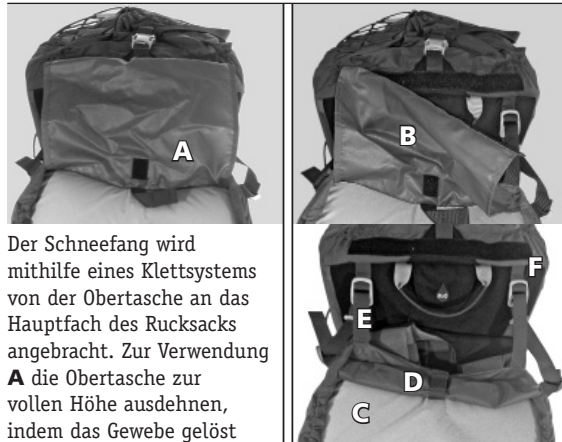 A
B
Der Schneefang wird
mithilfe eines Klettsystems
von der Obertasche an das
Hauptfach des Rucksacks
angebracht. Zur Verwendung
A die Obertasche zur
vollen Höhe ausdehnen,
indem das Gewebe gelöst
F
E
D
C